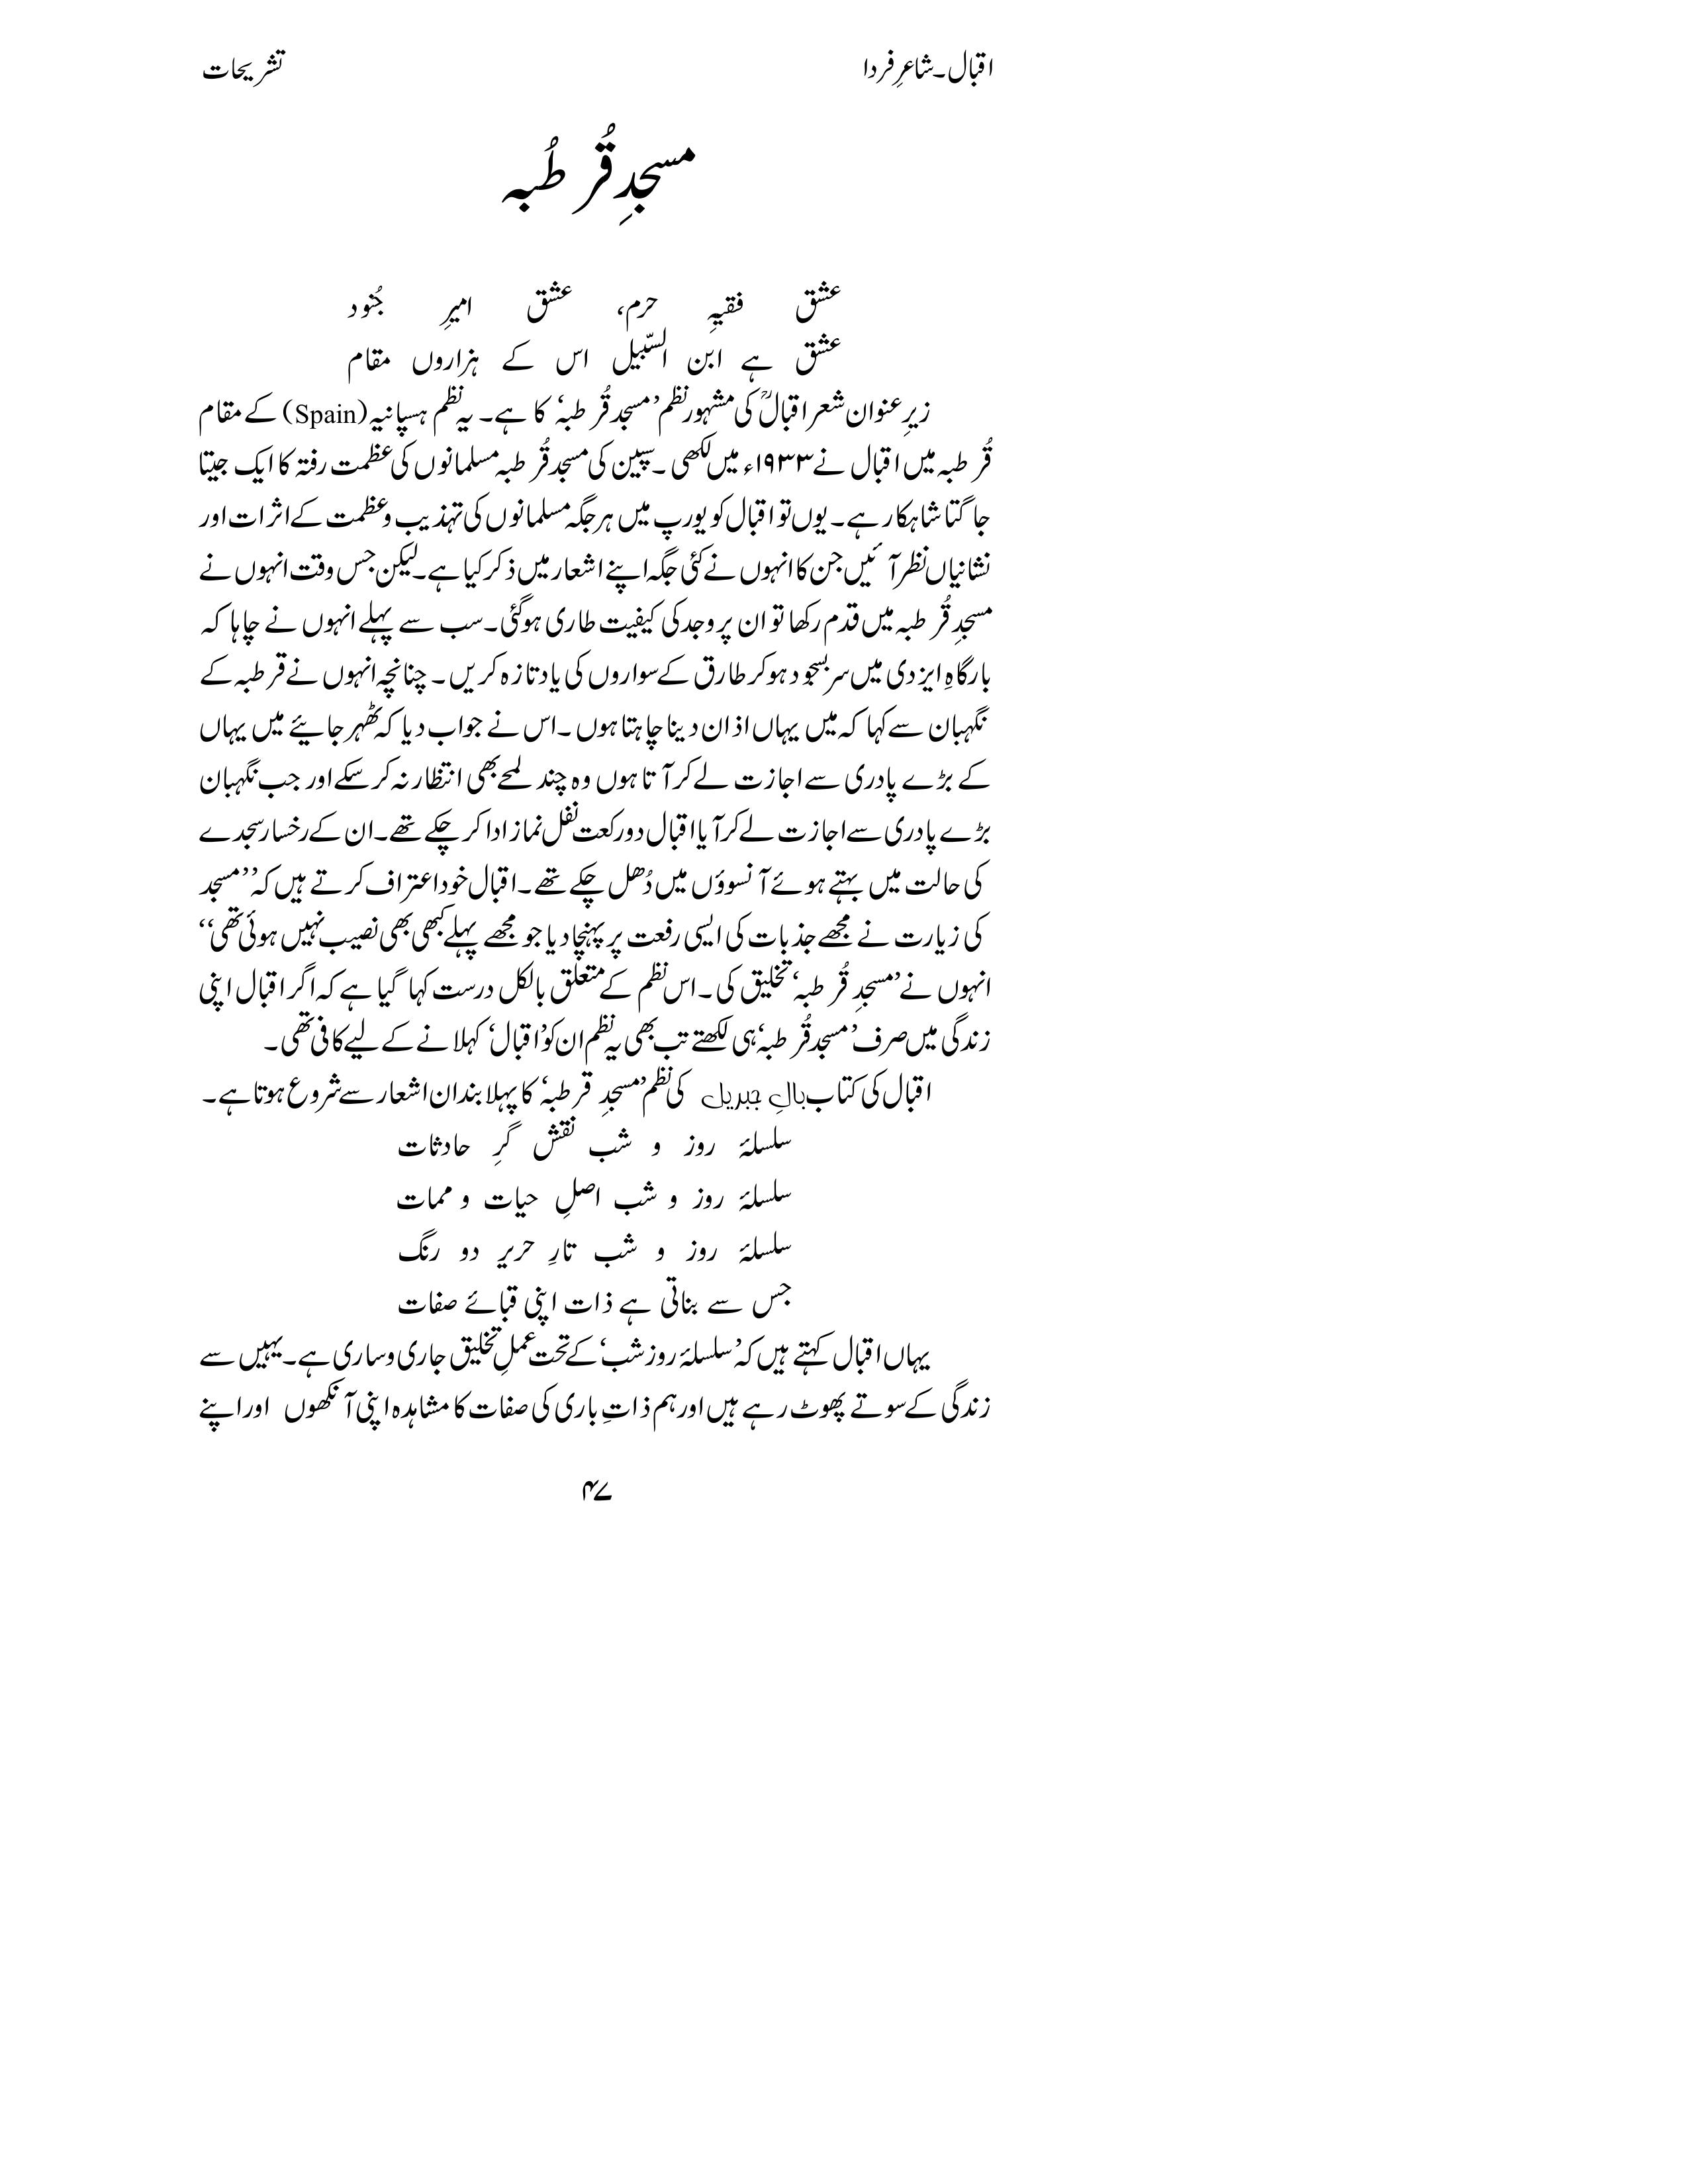 اقبال۔شاعرِفردا
تشریحات
مسجدِ قُرطُبہ
عشق فقیہِ حرم، عشق امیرِ جُنود
عشق ہے ابن السّبیل اس کے ہزاروں مقام
زیرِ عنوان شعر اقبالؒ کی مشہور نظم ’مسجد قُرطبہ‘ کا ہے۔ یہ نظم ہسپانیہ (Spain) کے مقام
قُرطبہ میں اقبال نے ۱۹۳۳ء میں لکھی۔ سپین کی مسجد قُرطبہ مسلمانوں کی عظمت رفتہ کا ایک جیتا
جاگتا شاہکار ہے۔ یوں تو اقبال کو یورپ میں ہر جگہ مسلمانوں کی تہذیب و عظمت کے اثرات اور
نشانیاں نظر آئیں جن کا انہوں نے کئی جگہ اپنے اشعار میں ذکر کیا ہے۔ لیکن جس وقت انہوں نے
مسجدِ قُرطبہ میں قدم رکھا تو ان پر وجد کی کیفیت طاری ہوگئی۔ سب سے پہلے انہوں نے چاہا کہ
بارگاہِ ایزدی میں سربسجود ہوکر طارق کے سواروں کی یاد تازہ کریں۔ چنانچہ انہوں نے قرطبہ کے
نگہبان سے کہا کہ میں یہاں اذان دینا چاہتا ہوں۔ اس نے جواب دیا کہ ٹھہر جایئے میں یہاں
کے بڑے پادری سے اجازت لے کر آتا ہوں وہ چند لمحے بھی انتظار نہ کرسکے اور جب نگہبان
بڑے پادری سے اجازت لے کر آیا اقبال دو رکعت نفل نماز ادا کرچکے تھے۔ ان کے رخسار سجدے
کی حالت میں بہتے ہوئے آنسوؤں میں دُھل چکے تھے۔ اقبال خود اعتراف کرتے ہیں کہ ’’مسجد
کی زیارت نے مجھے جذبات کی ایسی رفعت پر پہنچا دیا جو مجھے پہلے کبھی بھی نصیب نہیں ہوئی تھی‘‘
انہوں نے ’مسجدِ قُرطبہ‘ تخلیق کی۔ اس نظم کے متعلق بالکل درست کہا گیا ہے کہ اگر اقبال اپنی
زندگی میں صرف ’مسجد قُرطبہ‘ ہی لکھتے تب بھی یہ نظم ان کو ’اقبال‘ کہلانے کے لیے کافی تھی۔
اقبال کی کتاب بالِ جبریل کی نظم ’مسجدِ قرطبہ‘ کا پہلا بند ان اشعار سے شروع ہوتا ہے۔
سلسلۂ روز و شب نقش گرِ حادثات
سلسلۂ روز و شب اصلِ حیات و ممات
سلسلۂ روز و شب تارِ حریر دو رنگ
جس سے بناتی ہے ذات اپنی قبائے صفات
یہاں اقبال کہتے ہیں کہ ’سلسلۂ روز شب‘ کے تحت عملِ تخلیق جاری وساری ہے۔ یہیں سے
زندگی کے سوتے پھوٹ رہے ہیں اور ہم ذاتِ باری کی صفات کا مشاہدہ اپنی آنکھوں اور اپنے
۴۷